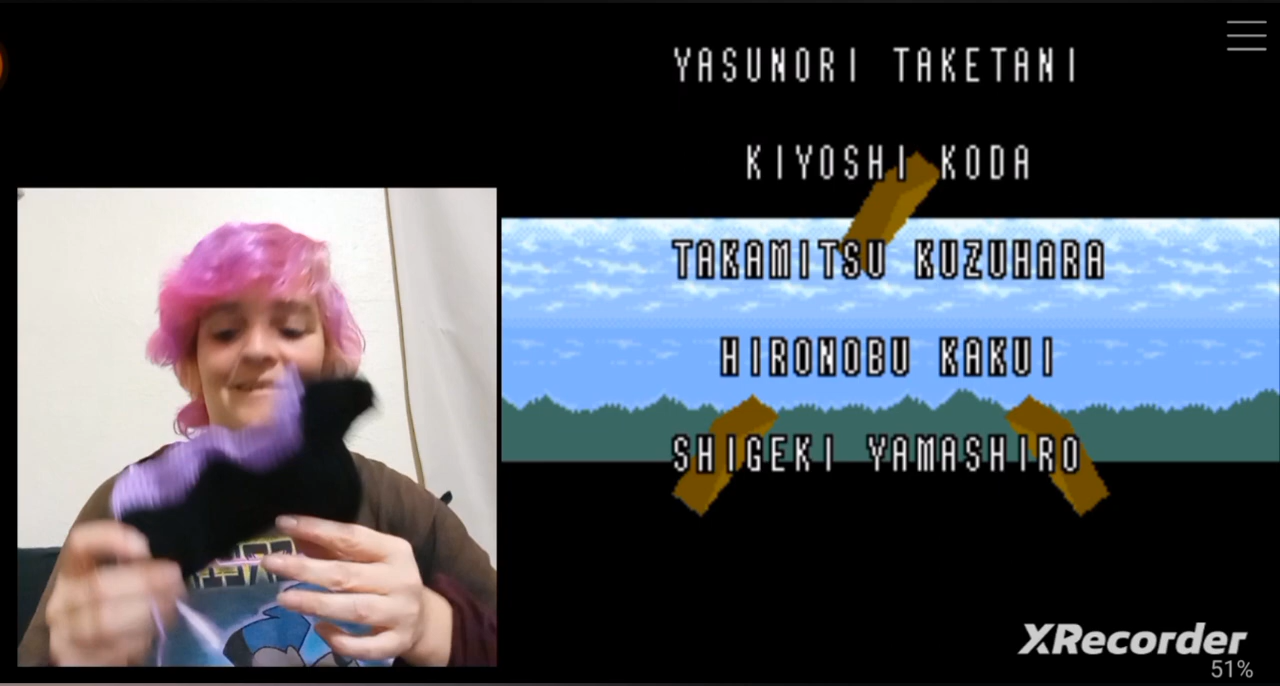 YASUNORI TAKETANI
KIYOSHI KODA
TAKAMITSU KUZUHARA
HIRONOBU KAKUI
SHIGEKI YAMASHIRO
XRecorder
51%